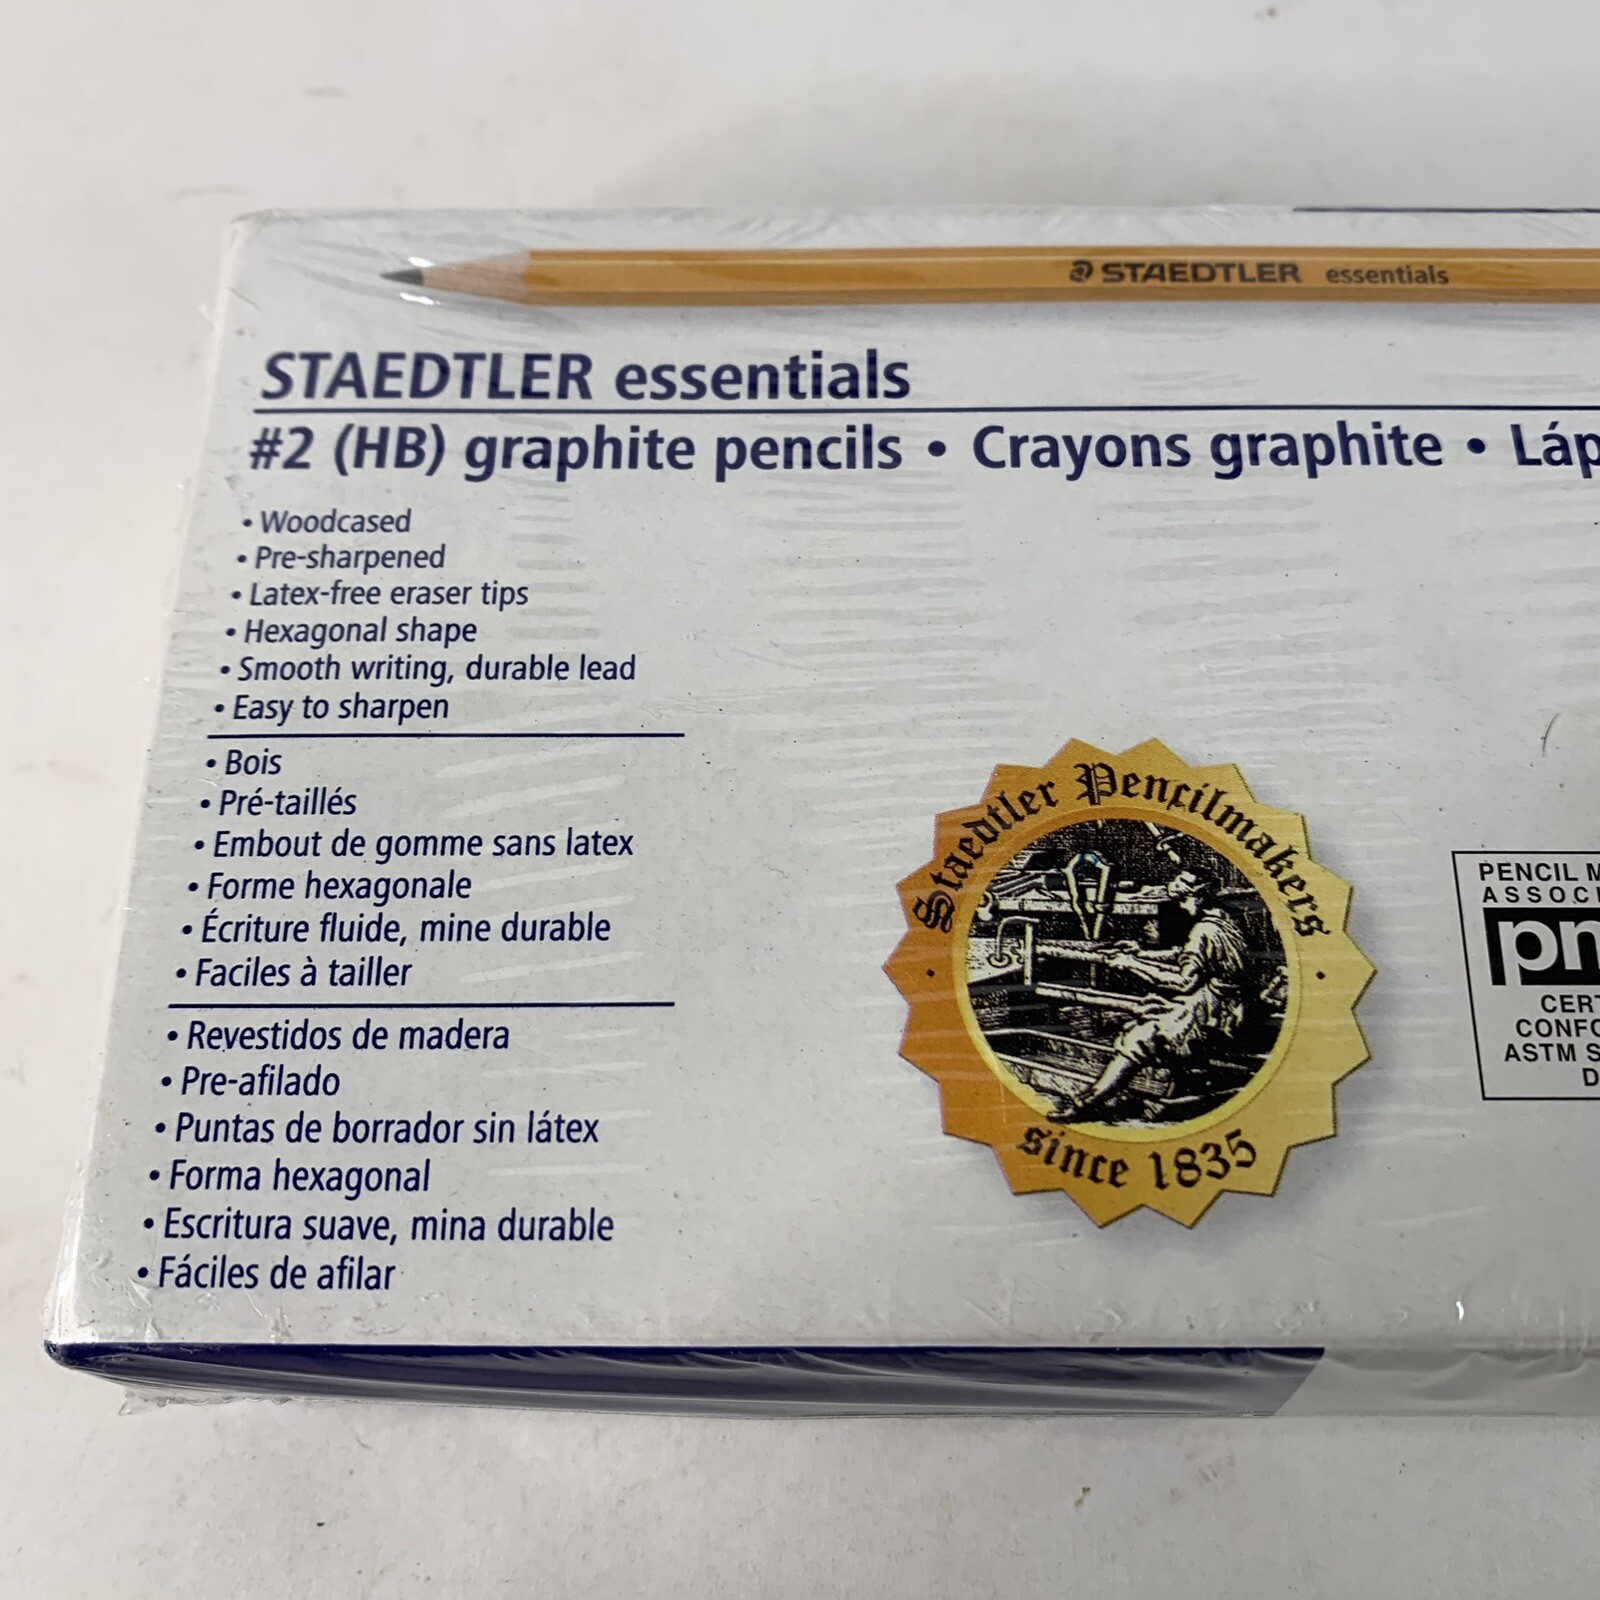 STAEDTLER essentials
STAEDTLER essentials
#2 (HB) graphite pencils • Crayons graphite •
• Woodcased
• Pre-sharpened
• Latex-free eraser tips
• Hexagonal shape
• Smooth writing, durable lead
• Easy to sharpen
• Bois
• Pré-taillés
• Embout de gomme sans latex
• Forme hexagonale
• Écriture fluide, mine durable
• Faciles à tailler
• Revestidos de madera
• Pre-afilado
• Puntas de borrador sin látex
• Forma hexagonal
• Escritura suave, mina durable
• Fáciles de afilar
Staedtler Pencilmakers
since 1835
PENCIL
ASTM